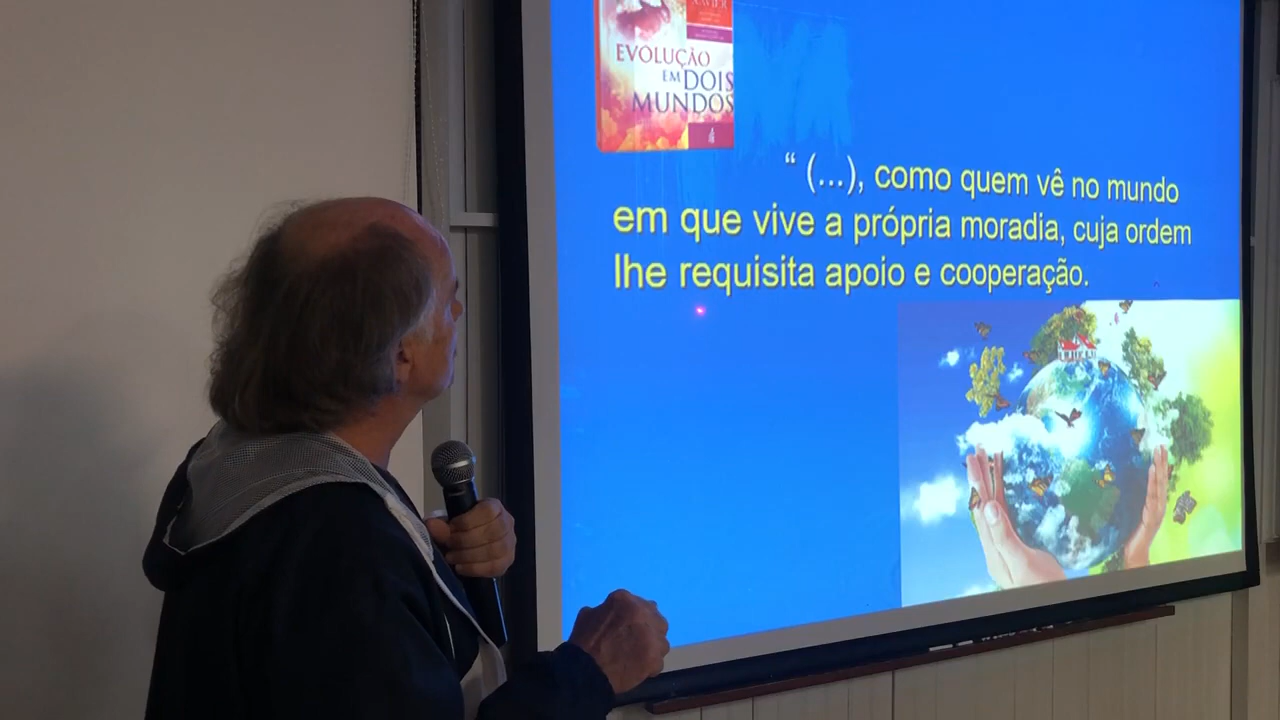 XAVIER
EVOLUÇÃO
EM DOIS
MUNDOS
“ (...), como quem vê no mundo
em que vive a própria moradia, cuja ordem
lhe requisita apoio e cooperação.